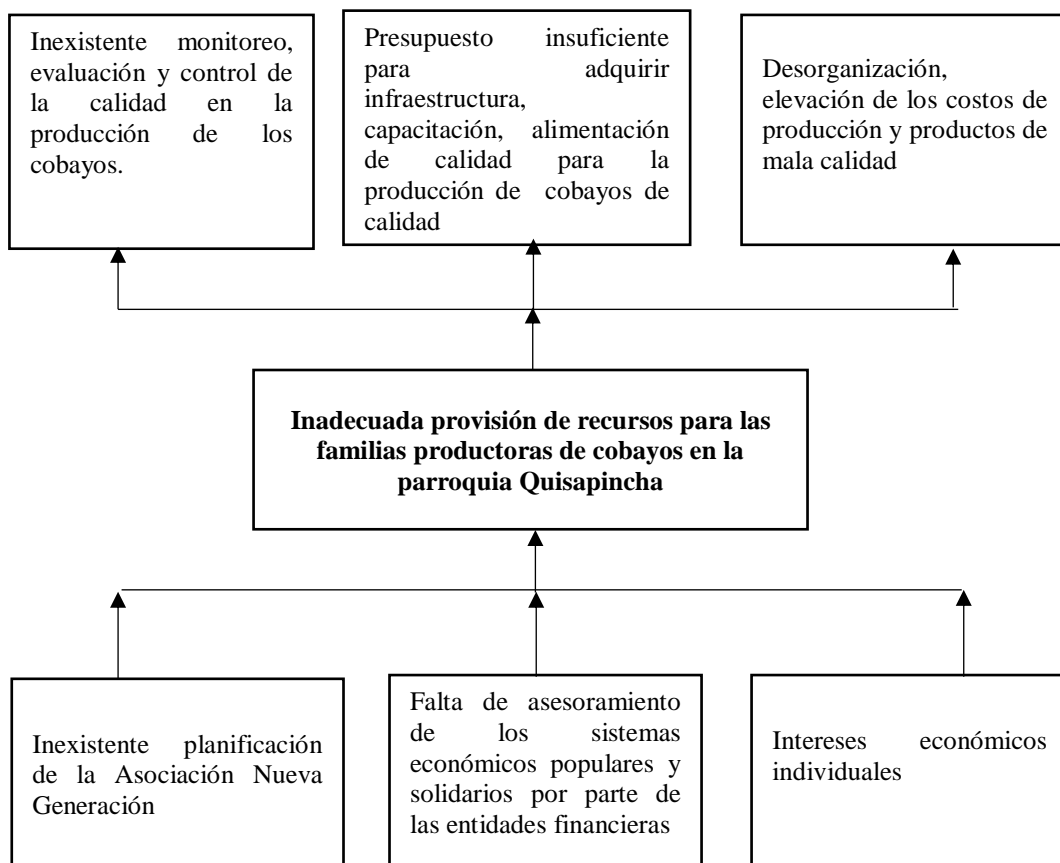 Inexistente monitoreo,
evaluación y control de
la calidad en la
producción de los
cobayos.
Presupuesto insuficiente
para adquirir
infraestructura,
capacitación, alimentación
de calidad para la
producción de cobayos de
calidad
Desorganización,
elevación de los costos de
producción y productos de
mala calidad
Inadecuada provisión de recursos para las
familias productoras de cobayos en la
parroquia Quisapincha
Inexistente planificación
de la Asociación Nueva
Generación
Falta de asesoramiento
de los sistemas
económicos populares y
solidarios por parte de
las entidades financieras
Intereses económicos
individuales